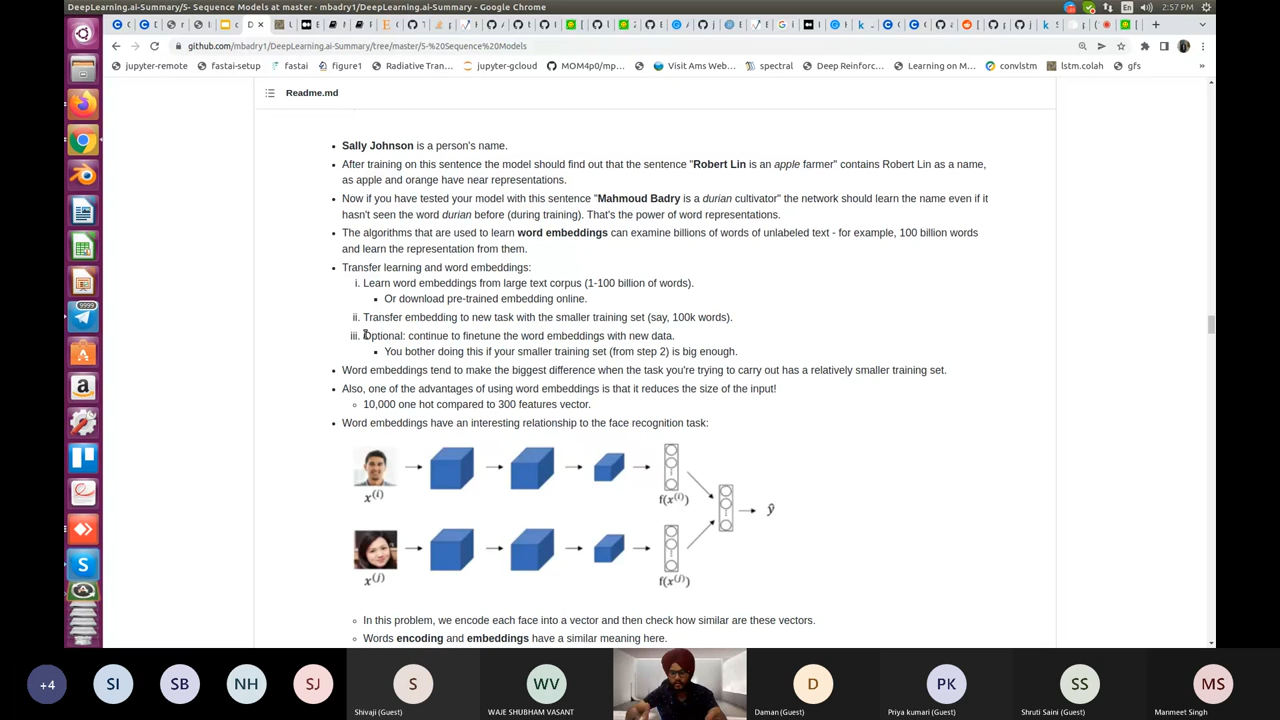 DeepLearning.ai-Summary/5- Sequence Models at master · mbadry1/DeepLearning.ai-Summary - Google Chrome
En
2:57 PM
github.com/mbadry1/DeepLearning.ai-Summary/tree/master/5-%20Sequence%20Models
jupyter-remote
fastai-setup
fastai
figure1
Radiative Tran...
jupyter-gcloud
MOM4p0/mp...
Visit Ams Web...
spectral
Deep Reinforc...
Learning on M...
convlstm
lstm.colah
gfs
Readme.md
Sally Johnson is a person's name.
After training on this sentence the model should find out that the sentence "Robert Lin is an apple farmer" contains Robert Lin as a name,
as apple and orange have near representations.
Now if you have tested your model with this sentence "Mahmoud Badry is a durian cultivator" the network should learn the name even if it
hasn't seen the word durian before (during training). That's the power of word representations.
The algorithms that are used to learn word embeddings can examine billions of words of unlabeled text - for example, 100 billion words
and learn the representation from them.
Transfer learning and word embeddings:
i. Learn word embeddings from large text corpus (1-100 billion of words).
Or download pre-trained embedding online.
ii. Transfer embedding to new task with the smaller training set (say, 100k words).
iii. Optional: continue to finetune the word embeddings with new data.
You bother doing this if your smaller training set (from step 2) is big enough.
Word embeddings tend to make the biggest difference when the task you're trying to carry out has a relatively smaller training set.
Also, one of the advantages of using word embeddings is that it reduces the size of the input!
10,000 one hot compared to 300 features vector.
Word embeddings have an interesting relationship to the face recognition task:
x(i)
f(x(i))
ŷ
x(j)
f(x(j))
In this problem, we encode each face into a vector and then check how similar are these vectors.
Words encoding and embeddings have a similar meaning here.
+4
SI
SB
NH
SJ
S
Shivaji (Guest)
WV
WAJE SHUBHAM VASANT
D
Daman (Guest)
PK
Priya kumari (Guest)
SS
Shruti Saini (Guest)
MS
Manmeet Singh